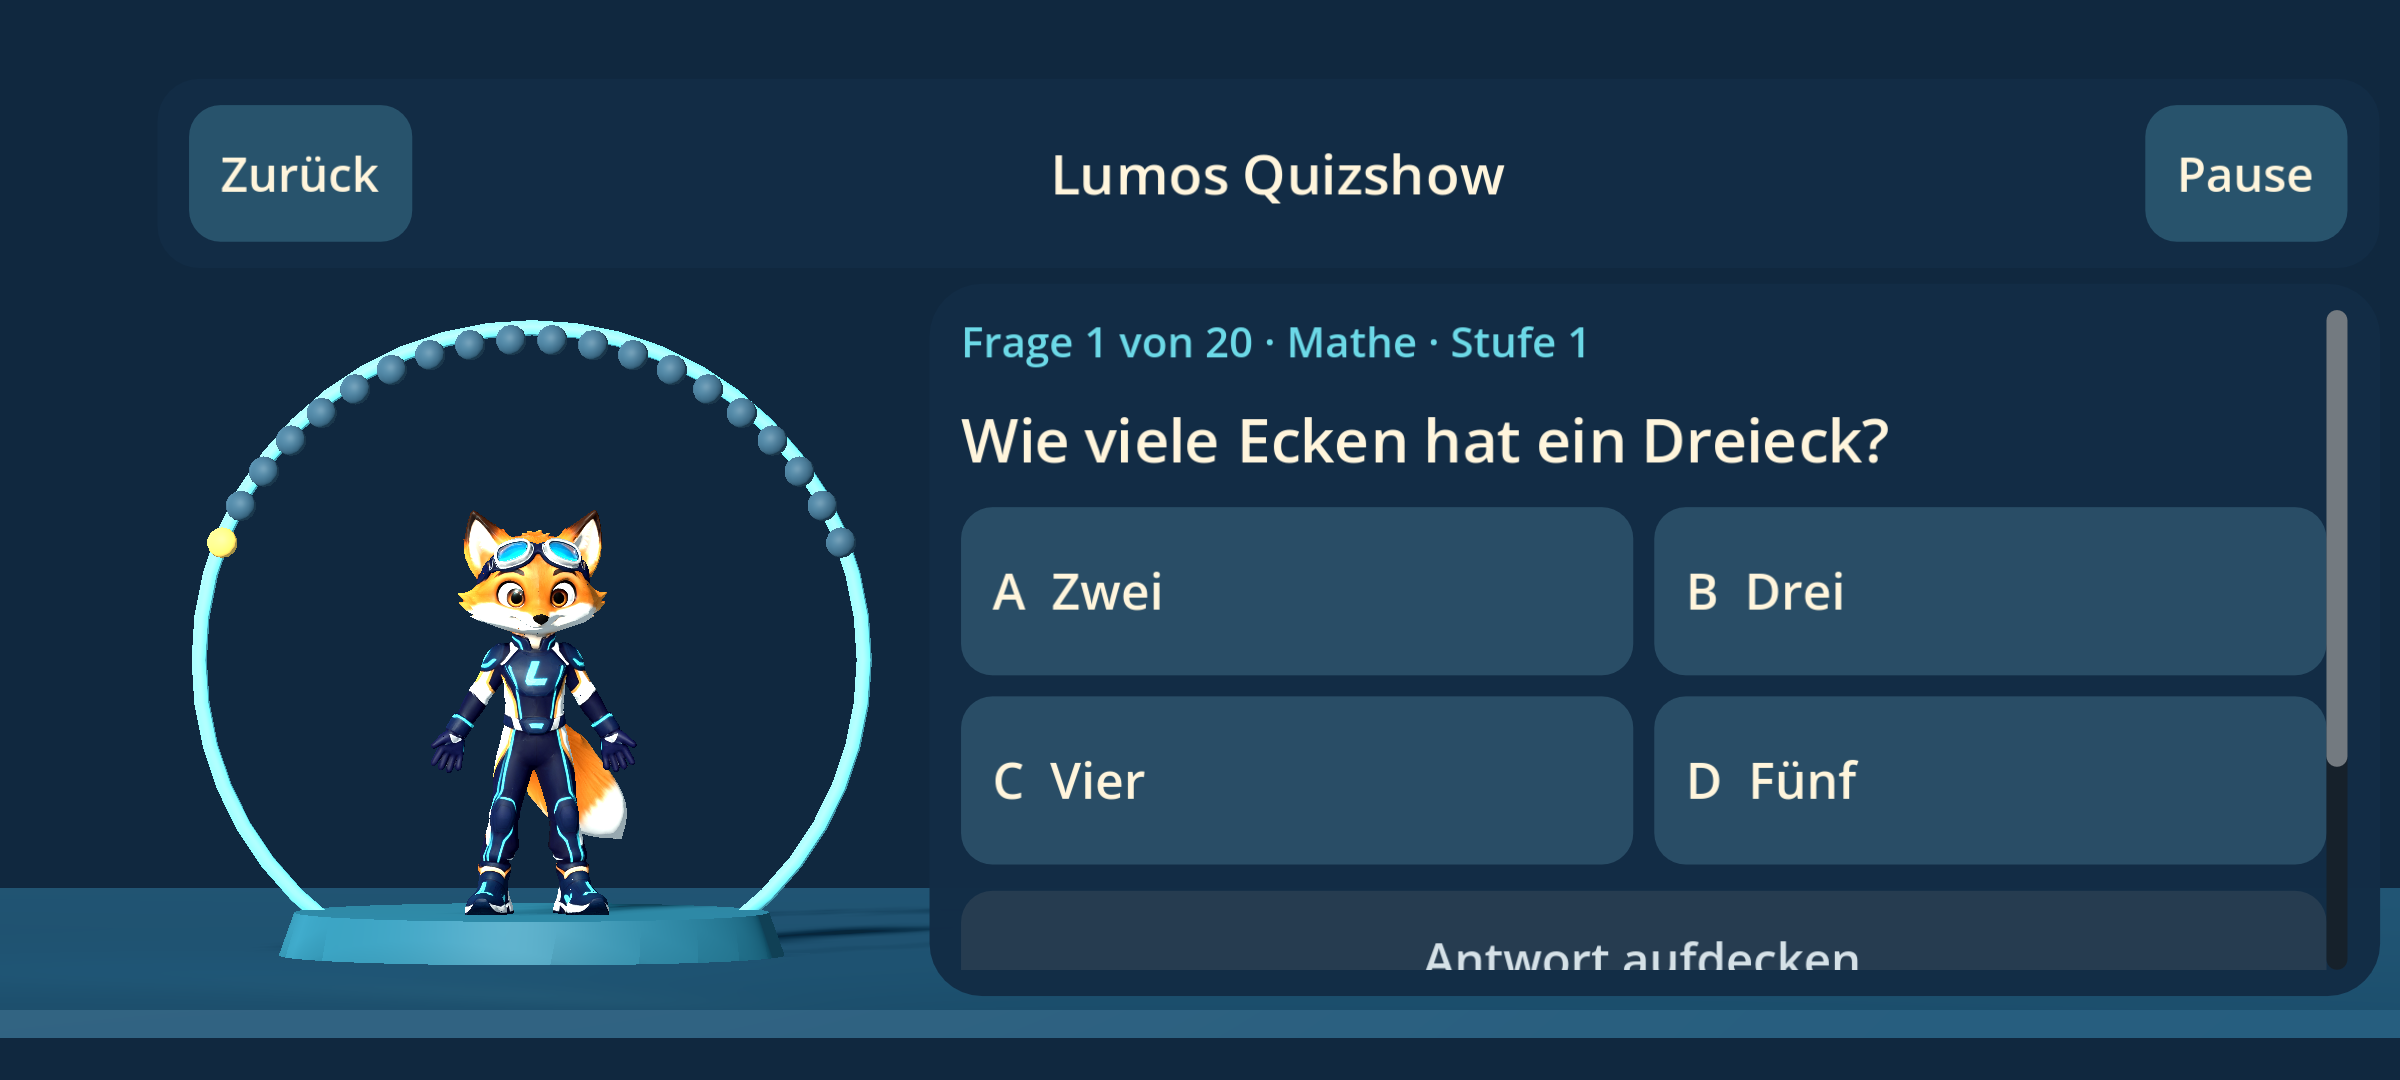 Zurück
Lumos Quizshow
Pause
Frage 1 von 20 · Mathe · Stufe 1
Wie viele Ecken hat ein Dreieck?
A Zwei
B Drei
C Vier
D Fünf
Antwort aufdecken
L